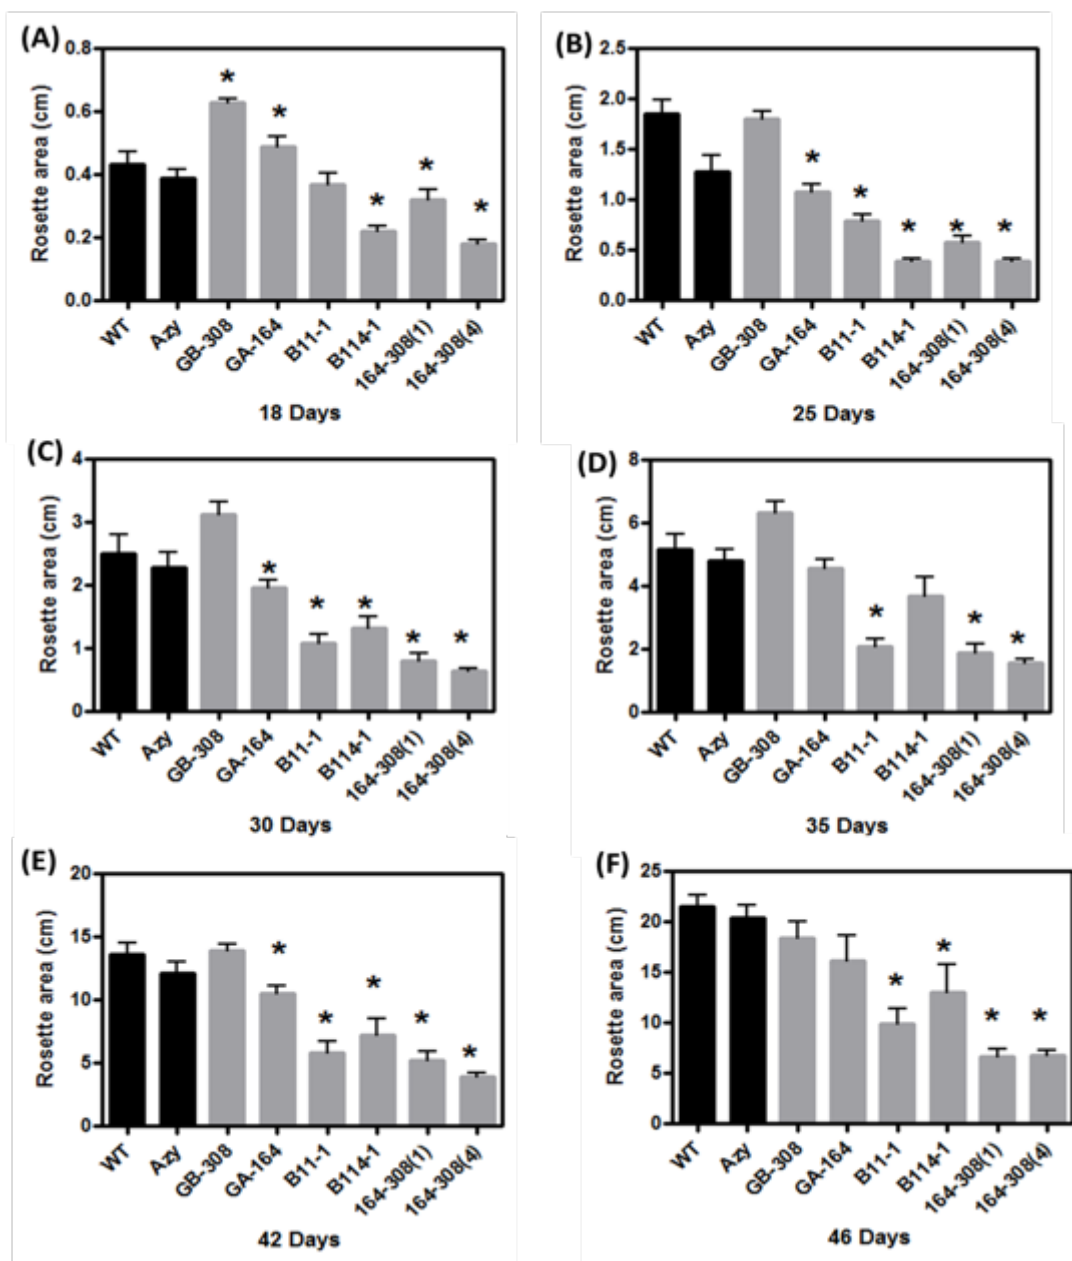 (A)
Rosette area (cm)
0.8
0.6
0.4
0.2
0.0
* * * * *
WT Azy GB-308 GA-164 B11-1 B114-1 164-308(1) 164-308(4)
18 Days
(B)
Rosette area (cm)
2.5
2.0
1.5
1.0
0.5
0.0
* * * * *
WT Azy GB-308 GA-164 B11-1 B114-1 164-308(1) 164-308(4)
25 Days
(C)
Rosette area (cm)
4
3
2
1
0
* * * * *
WT Azy GB-308 GA-164 B11-1 B114-1 164-308(1) 164-308(4)
30 Days
(D)
Rosette area (cm)
8
6
4
2
0
* * *
WT Azy GB-308 GA-164 B11-1 B114-1 164-308(1) 164-308(4)
35 Days
(E)
Rosette area (cm)
20
15
10
5
0
* * * * *
WT Azy GB-308 GA-164 B11-1 B114-1 164-308(1) 164-308(4)
42 Days
(F)
Rosette area (cm)
25
20
15
10
5
0
* * * *
WT Azy GB-308 GA-164 B11-1 B114-1 164-308(1) 164-308(4)
46 Days